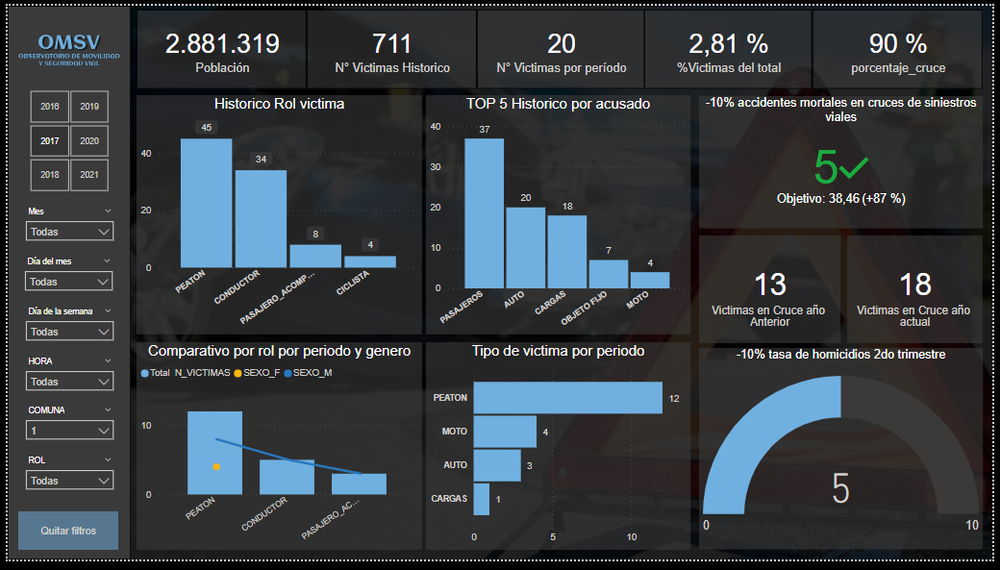 OMSV
OBSERVATORIO DE MOVILIDAD
Y SEGURIDAD VIAL
2016
2019
2017
2020
2018
2021
Mes
Todas
Día del mes
Todas
Día de la semana
Todas
HORA
Todas
COMUNA
1
ROL
Todas
Quitar filtros
2.881.319
Población
711
N° Victimas Historico
20
N° Victimas por período
2,81 %
%Victimas del total
90 %
porcentaje_cruce
Historico Rol victima
40
20
0
45
34
8
4
PEATON
CONDUCTOR
PASAJERO_ACOMP...
CICLISTA
TOP 5 Historico por acusado
40
30
20
10
0
37
20
18
7
4
PASAJEROS
AUTO
CARGAS
OBJETO FIJO
MOTO
-10% accidentes mortales en cruces de siniestros
viales
5
Objetivo: 38,46 (+87 %)
13
Victimas en Cruce año
Anterior
18
Victimas en Cruce año
actual
Comparativo por rol por periodo y genero
Total N_VICTIMAS SEXO_F SEXO_M
10
0
PEATON
CONDUCTOR
PASAJERO_AC...
Tipo de victima por periodo
PEATON
12
MOTO
4
AUTO
3
CARGAS
1
0
5
10
-10% tasa de homicidios 2do trimestre
5
0
10